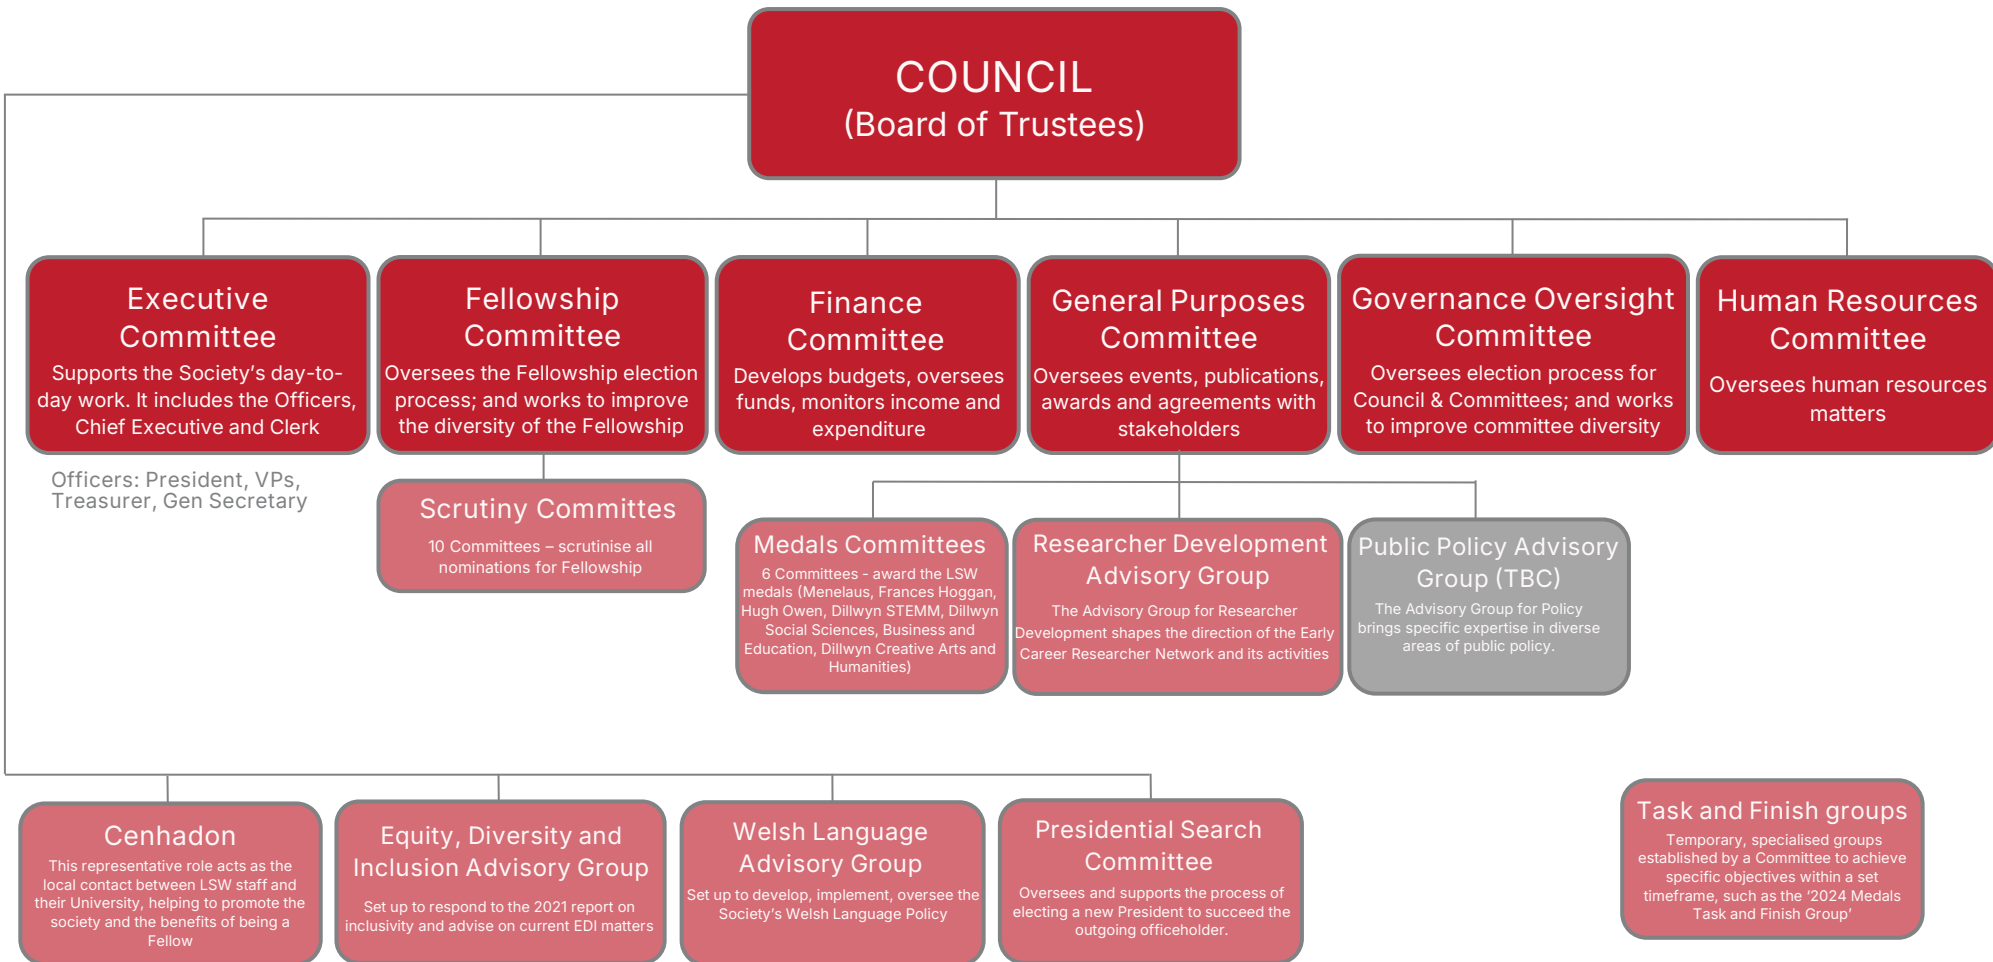 COUNCIL
(Board of Trustees)
Executive
Committee
Supports the Society's day-to-
day work. It includes the Officers,
Chief Executive and Clerk
Officers: President, VPs,
Treasurer, Gen Secretary
Fellowship
Committee
Oversees the Fellowship election
process; and works to improve
the diversity of the Fellowship
Scrutiny Committes
10 Committees – scrutinise all
nominations for Fellowship
Finance
Committee
Develops budgets, oversees
funds, monitors income and
expenditure
General Purposes
Committee
Oversees events, publications,
awards and agreements with
stakeholders
Governance Oversight
Committee
Oversees election process for
Council & Committees; and works
to improve committee diversity
Human Resources
Committee
Oversees human resources
matters
Medals Committees
6 Committees - award the LSW
medals (Menelaus, Frances Hoggan,
Hugh Owen, Dillwyn STEMM, Dillwyn
Social Sciences, Business and
Education, Dillwyn Creative Arts and
Humanities)
Researcher Development
Advisory Group
The Advisory Group for Researcher
Development shapes the direction of the Early
Career Researcher Network and its activities
Public Policy Advisory
Group (TBC)
The Advisory Group for Policy
brings specific expertise in diverse
areas of public policy.
Cenhadon
This representative role acts as the
local contact between LSW staff and
their University, helping to promote the
society and the benefits of being a
Fellow
Equity, Diversity and
Inclusion Advisory Group
Set up to respond to the 2021 report on
inclusivity and advise on current EDI matters
Welsh Language
Advisory Group
Set up to develop, implement, oversee the
Society's Welsh Language Policy
Presidential Search
Committee
Oversees and supports the process of
electing a new President to succeed the
outgoing officeholder.
Task and Finish groups
Temporary, specialised groups
established by a Committee to achieve
specific objectives within a set
timeframe, such as the '2024 Medals
Task and Finish Group'